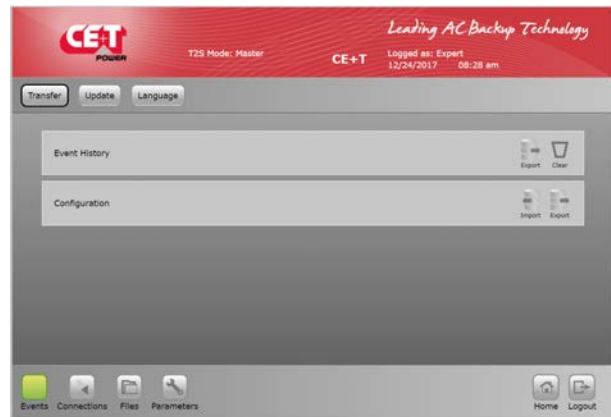 CE+T
POWER
T2S Mode: Master
CE+T
Leading AC Backup Technology
Logged as: Expert
12/24/2017 08:28 am
Transfer Update Language
Event History
Export Clear
Configuration
Import Export
Events Connections Files Parameters
Home Logout